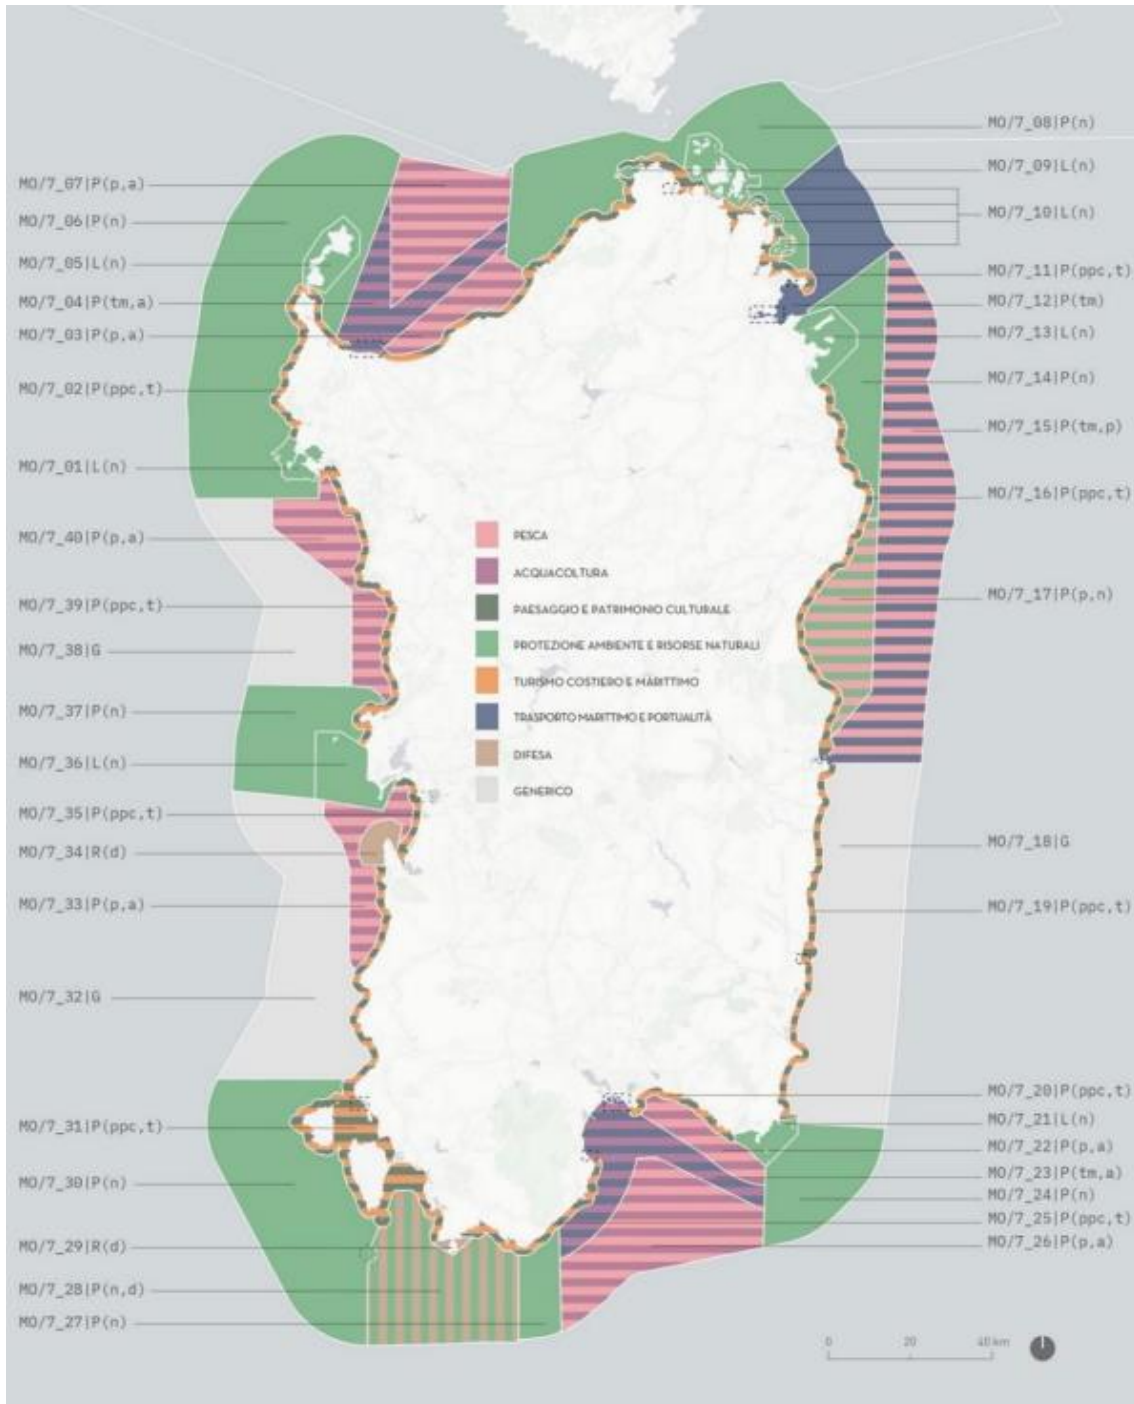 MO/7_07|P(p,a)
MO/7_06|P(n)
MO/7_05|L(n)
MO/7_04|P(tm,a)
MO/7_03|P(p,a)
MO/7_02|P(ppc,t)
MO/7_01|L(n)
MO/7_40|P(p,a)
MO/7_39|P(ppc,t)
MO/7_38|G
MO/7_37|P(n)
MO/7_36|L(n)
MO/7_35|P(ppc,t)
MO/7_34|R(d)
MO/7_33|P(p,a)
MO/7_32|G
MO/7_31|P(ppc,t)
MO/7_30|P(n)
MO/7_29|R(d)
MO/7_28|P(n,d)
MO/7_27|P(n)
PESCA
ACQUACOLTURA
PAESAGGIO E PATRIMONIO CULTURALE
PROTEZIONE AMBIENTE E RISORSE NATURALI
TURISMO COSTIERO E MARITTIMO
TRASPORTO MARITTIMO E PORTUALITÀ
DIFESA
GENERICO
MO/7_08|P(n)
MO/7_09|L(n)
MO/7_10|L(n)
MO/7_11|P(ppc,t)
MO/7_12|P(tm)
MO/7_13|L(n)
MO/7_14|P(n)
MO/7_15|P(tm,p)
MO/7_16|P(ppc,t)
MO/7_17|P(p,n)
MO/7_18|G
MO/7_19|P(ppc,t)
MO/7_20|P(ppc,t)
MO/7_21|L(n)
MO/7_22|P(p,a)
MO/7_23|P(tm,a)
MO/7_24|P(n)
MO/7_25|P(ppc,t)
MO/7_26|P(p,a)
0 20 40 km